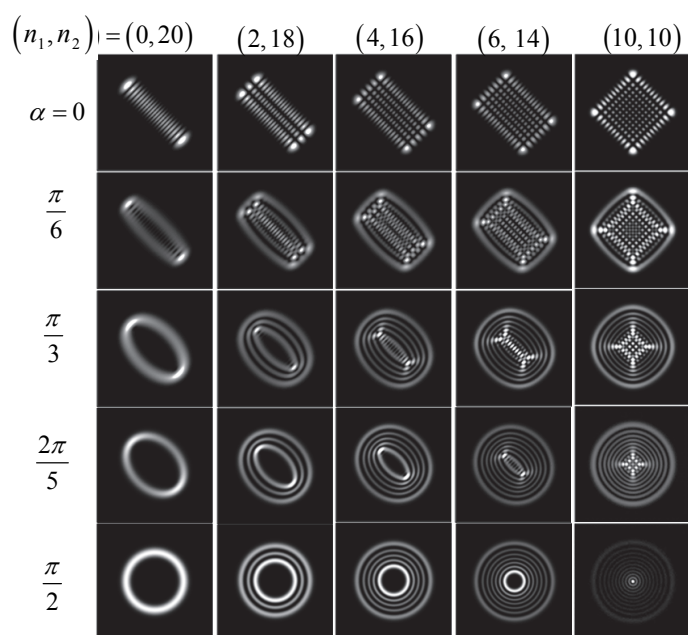 (n₁, n₂) = (0, 20) (2, 18) (4, 16) (6, 14) (10, 10)
α = 0
π/6
π/3
2π/5
π/2